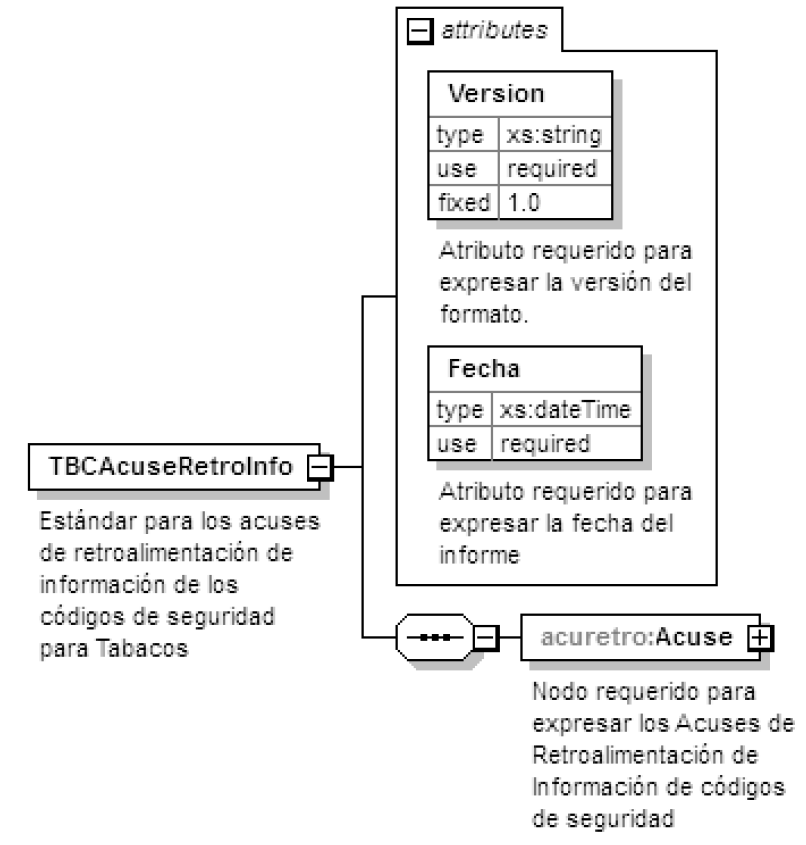 attributes
Version
type xs:string
use required
fixed 1.0
Atributo requerido para
expresar la versión del
formato.
Fecha
type xs:dateTime
use required
Atributo requerido para
expresar la fecha del
informe
TBCAcuseRetroInfo
Estándar para los acuses
de retroalimentación de
información de los
códigos de seguridad
para Tabacos
acuretro:Acuse
Nodo requerido para
expresar los Acuses de
Retroalimentación de
Información de códigos
de seguridad